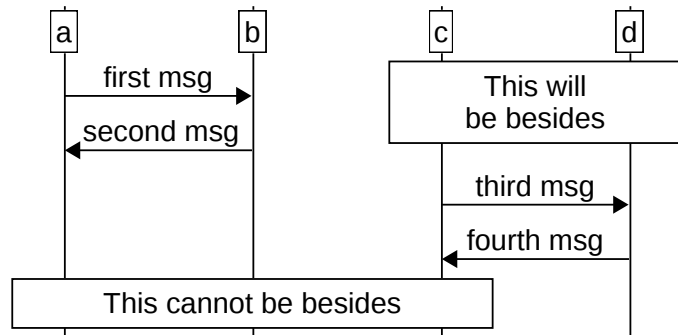 a
b
c
d
first msg
This will
be besides
second msg
third msg
fourth msg
This cannot be besides